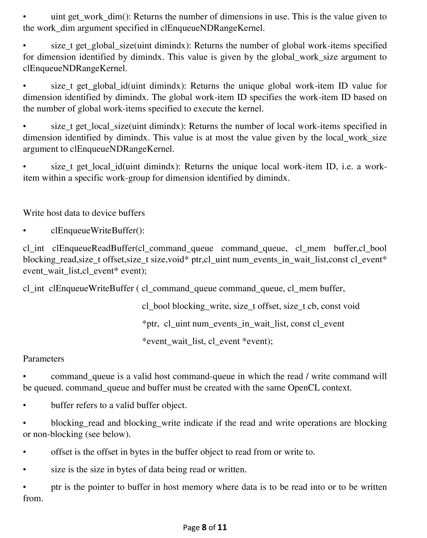 • uint get_work_dim(): Returns the number of dimensions in use. This is the value given to
the work_dim argument specified in clEnqueueNDRangeKernel.
• size_t get_global_size(uint dimindx): Returns the number of global work-items specified
for dimension identified by dimindx. This value is given by the global_work_size argument to
clEnqueueNDRangeKernel.
• size_t get_global_id(uint dimindx): Returns the unique global work-item ID value for
dimension identified by dimindx. The global work-item ID specifies the work-item ID based on
the number of global work-items specified to execute the kernel.
• size_t get_local_size(uint dimindx): Returns the number of local work-items specified in
dimension identified by dimindx. This value is at most the value given by the local_work_size
argument to clEnqueueNDRangeKernel.
• size_t get_local_id(uint dimindx): Returns the unique local work-item ID, i.e. a work-
item within a specific work-group for dimension identified by dimindx.
Write host data to device buffers
• clEnqueueWriteBuffer():
cl_int clEnqueueReadBuffer(cl_command_queue command_queue, cl_mem buffer,cl_bool
blocking_read,size_t offset,size_t size,void* ptr,cl_uint num_events_in_wait_list,const cl_event*
event_wait_list,cl_event* event);
cl_int clEnqueueWriteBuffer ( cl_command_queue command_queue, cl_mem buffer,
cl_bool blocking_write, size_t offset, size_t cb, const void
*ptr, cl_uint num_events_in_wait_list, const cl_event
*event_wait_list, cl_event *event);
Parameters
• command_queue is a valid host command-queue in which the read / write command will
be queued. command_queue and buffer must be created with the same OpenCL context.
• buffer refers to a valid buffer object.
• blocking_read and blocking_write indicate if the read and write operations are blocking
or non-blocking (see below).
• offset is the offset in bytes in the buffer object to read from or write to.
• size is the size in bytes of data being read or written.
• ptr is the pointer to buffer in host memory where data is to be read into or to be written
from.
Page 8 of 11